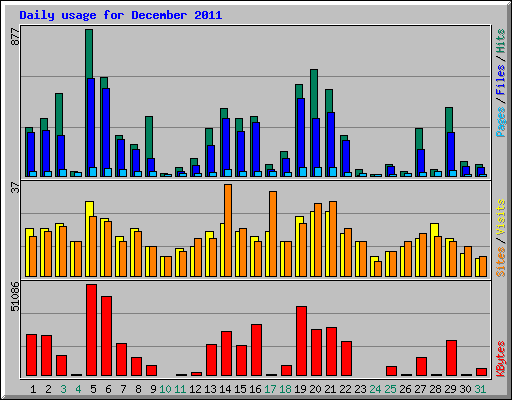 Daily usage for December 2011
877
Pages / Files / Hits
37
Sites / Visits
51086
KBytes
1 2 3 4 5 6 7 8 9 10 11 12 13 14 15 16 17 18 19 20 21 22 23 24 25 26 27 28 29 30 31